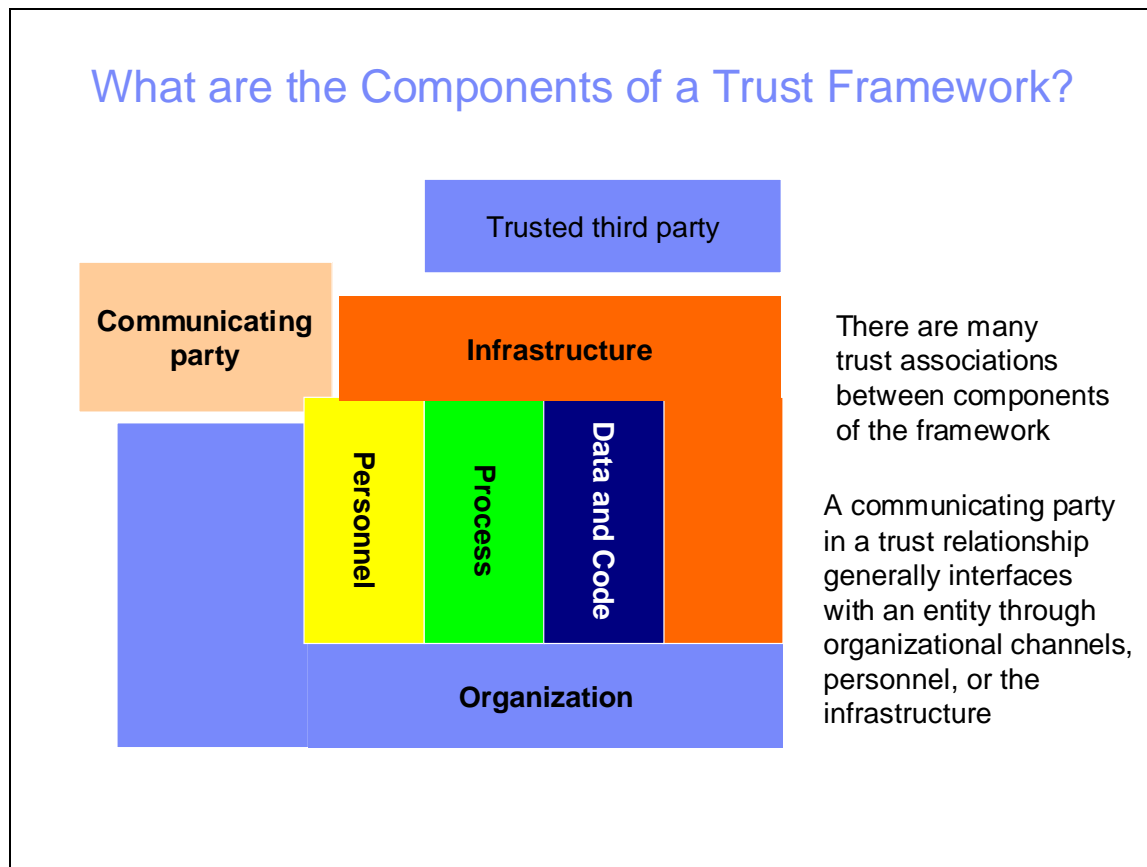 What are the Components of a Trust Framework?
Trusted third party
Communicating
party
Infrastructure
Personnel
Process
Data and Code
Organization
There are many
trust associations
between components
of the framework
A communicating party
in a trust relationship
generally interfaces
with an entity through
organizational channels,
personnel, or the
infrastructure